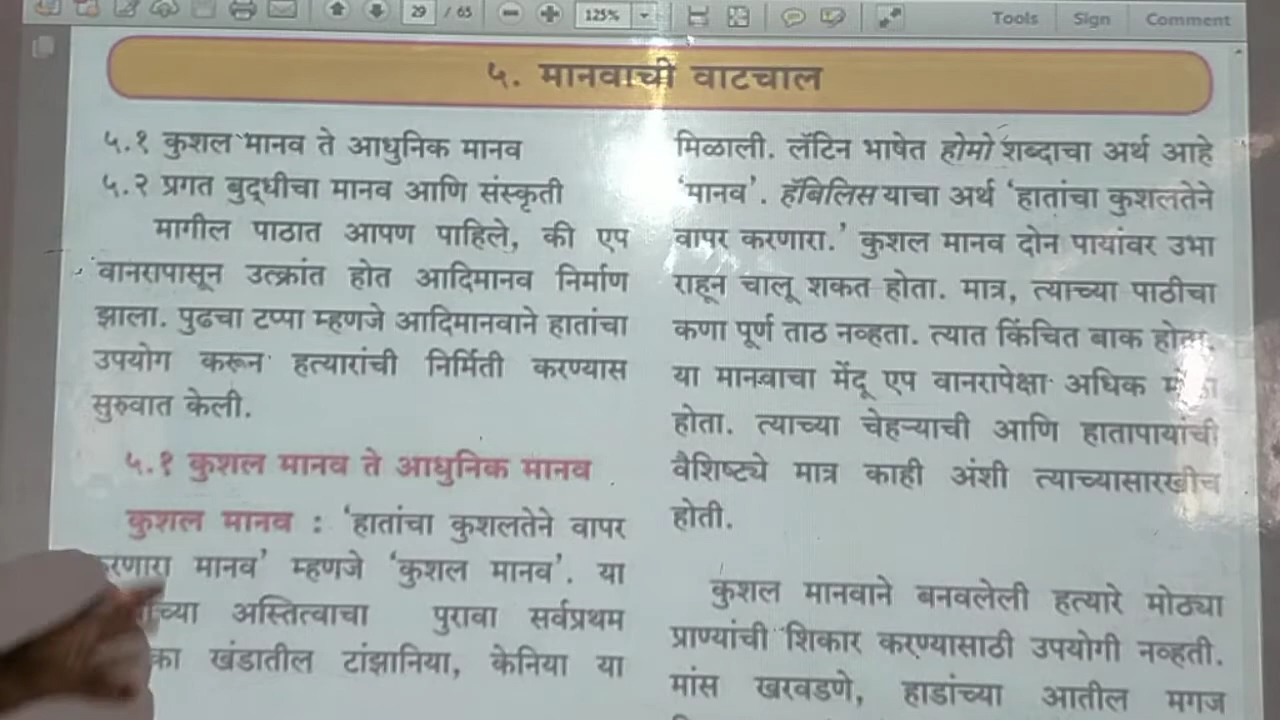 29 / 65
125%
Tools
Sign
Comment
५. मानवाची वाटचाल
५.१ कुशल मानव ते आधुनिक मानव
५.२ प्रगत बुद्धीचा मानव आणि संस्कृती
मागील पाठात आपण पाहिले, की एप
वानरापासून उत्क्रांत होत आदिमानव निर्माण
झाला. पुढचा टप्पा म्हणजे आदिमानवाने हातांचा
उपयोग करून हत्यारांची निर्मिती करण्यास
सुरुवात केली.
५.१ कुशल मानव ते आधुनिक मानव
कुशल मानव : ‘हातांचा कुशलतेने वापर
मानव’ म्हणजे ‘कुशल मानव’. या
अस्तित्वाचा पुरावा सर्वप्रथम
खंडातील टांझानिया, केनिया या
मिळाली. लॅटिन भाषेत होमो शब्दाचा अर्थ आहे
‘मानव’. हॅबिलिस याचा अर्थ ‘हातांचा कुशलतेने
वापर करणारा.’ कुशल मानव दोन पायांवर उभा
राहून चालू शकत होता. मात्र, त्याच्या पाठीचा
कणा पूर्ण ताठ नव्हता. त्यात किंचित बाक होता.
या मानवाचा मेंदू एप वानरापेक्षा अधिक
होता. त्याच्या चेहऱ्याची आणि हातापायांची
वैशिष्ट्ये मात्र काही अंशी त्याच्यासारखीच
होती.
कुशल मानवाने बनवलेली हत्यारे मोठ्या
प्राण्यांची शिकार करण्यासाठी उपयोगी नव्हती.
मांस खरवडणे, हाडांच्या आतील मगज